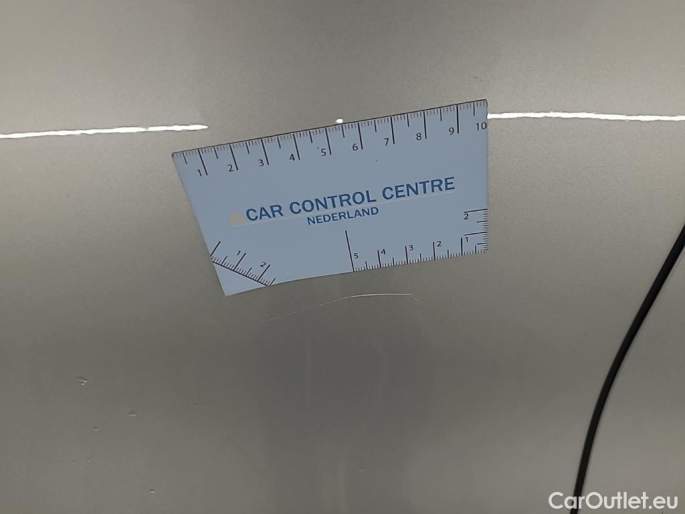 1 2 3 4 5 6 7 8 9 10
CAR CONTROL CENTRE
NEDERLAND
2
1 2
5 4 3 2 1
CarOutlet.eu